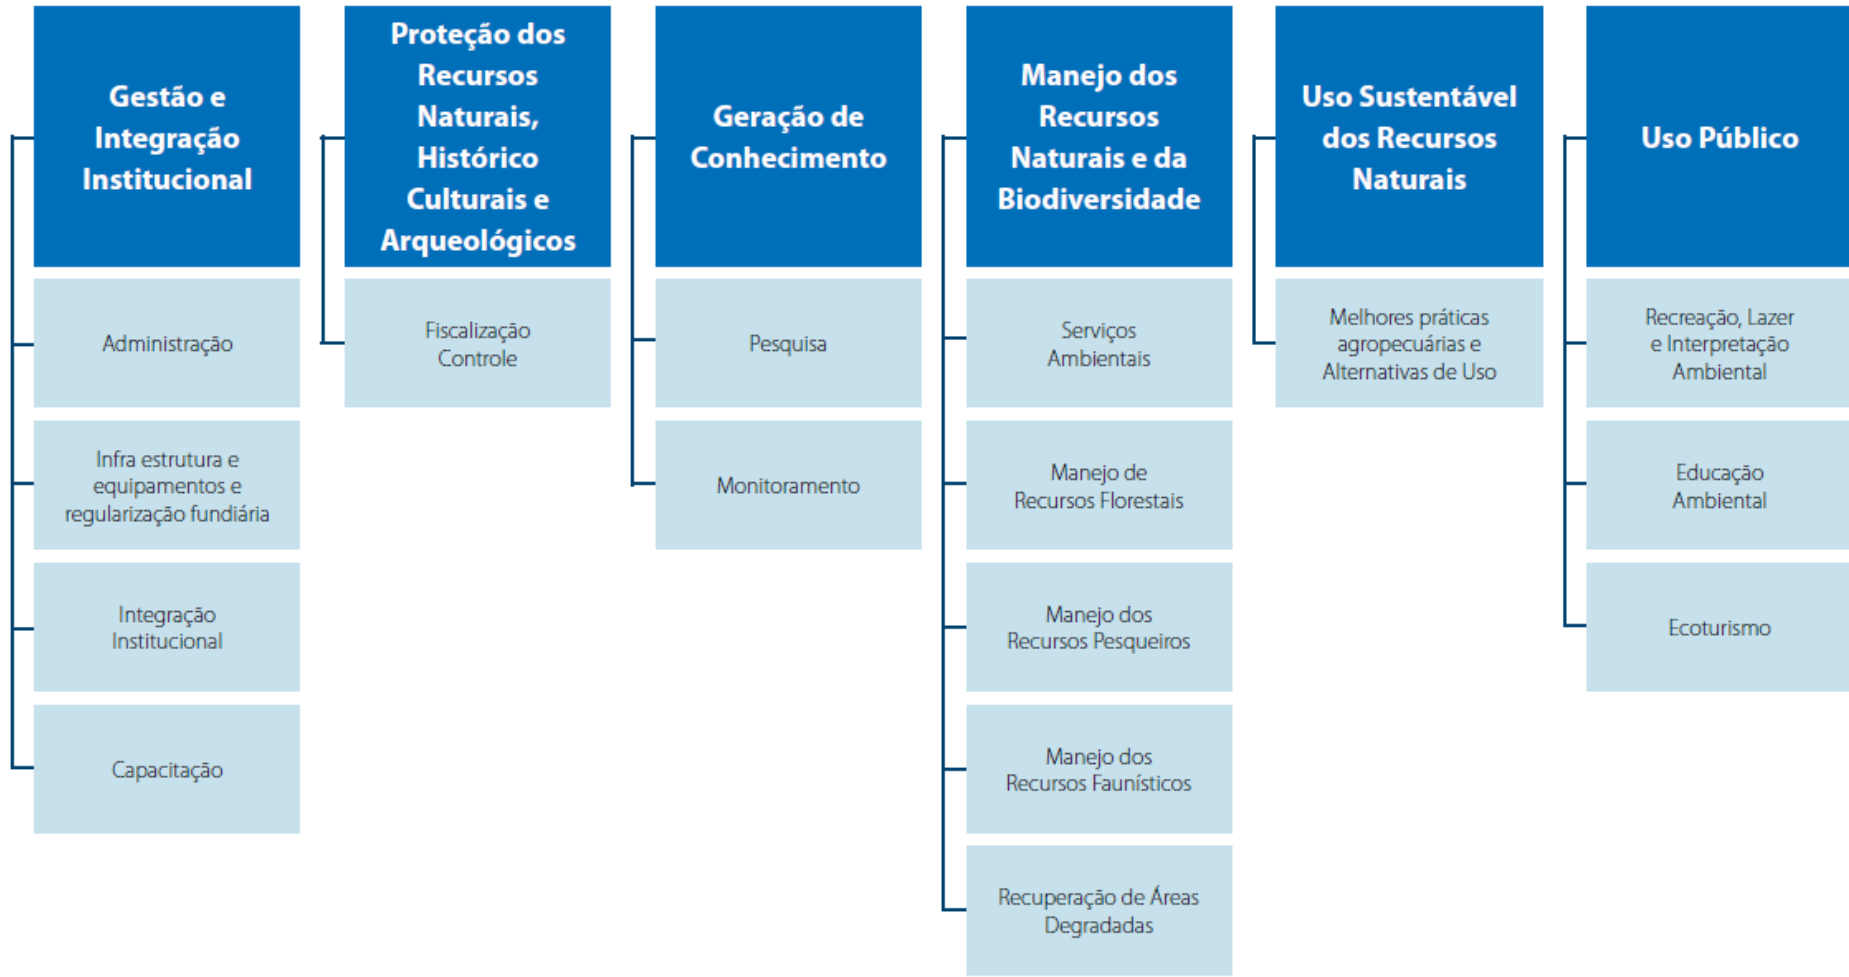 Gestão e
Integração
Institucional
Administração
Infra estrutura e
equipamentos e
regularização fundiária
Integração
Institucional
Capacitação
Proteção dos
Recursos
Naturais,
Histórico
Culturais e
Arqueológicos
Fiscalização
Controle
Geração de
Conhecimento
Pesquisa
Monitoramento
Manejo dos
Recursos
Naturais e da
Biodiversidade
Serviços
Ambientais
Manejo de
Recursos Florestais
Manejo dos
Recursos Pesqueiros
Manejo dos
Recursos Faunísticos
Recuperação de Áreas
Degradadas
Uso Sustentável
dos Recursos
Naturais
Melhores práticas
agropecuárias e
Alternativas de Uso
Uso Público
Recreação, Lazer
e Interpretação
Ambiental
Educação
Ambiental
Ecoturismo